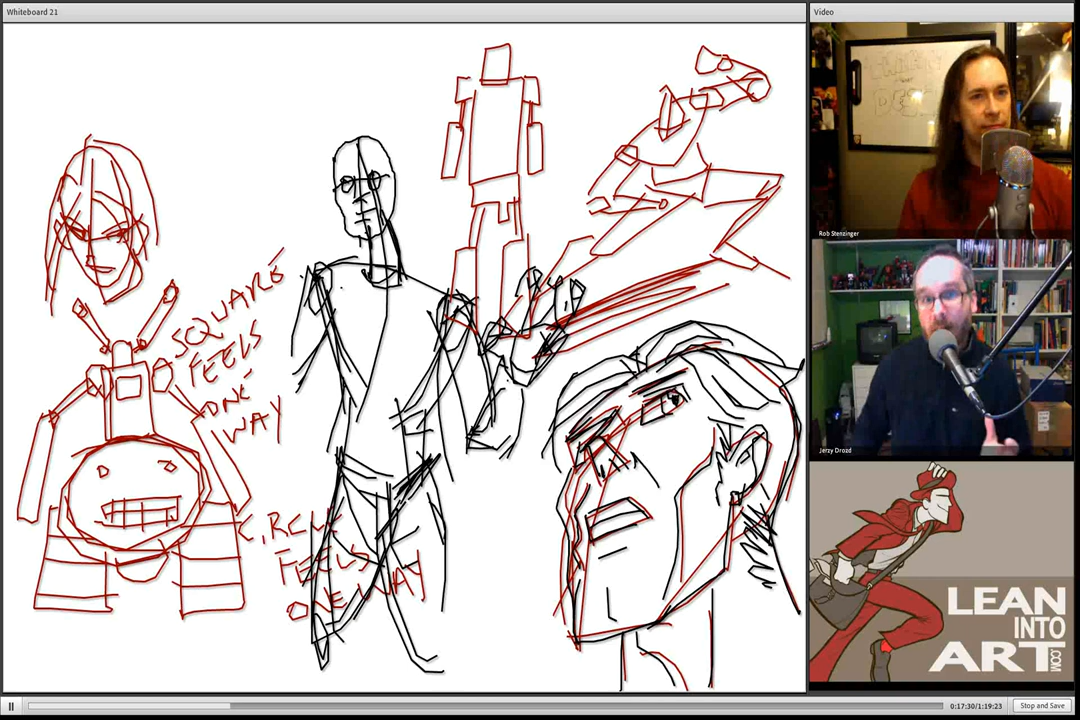 Whiteboard 21
Video
SQUARE
FEELS
ONE
WAY
CIRCLE
FEELS
ONE WAY
LEARN
Rob Stenzinger
Jerzy Drozd
LEAN
INTO
ART.COM
0:17:30/1:19:23
Stop and Save